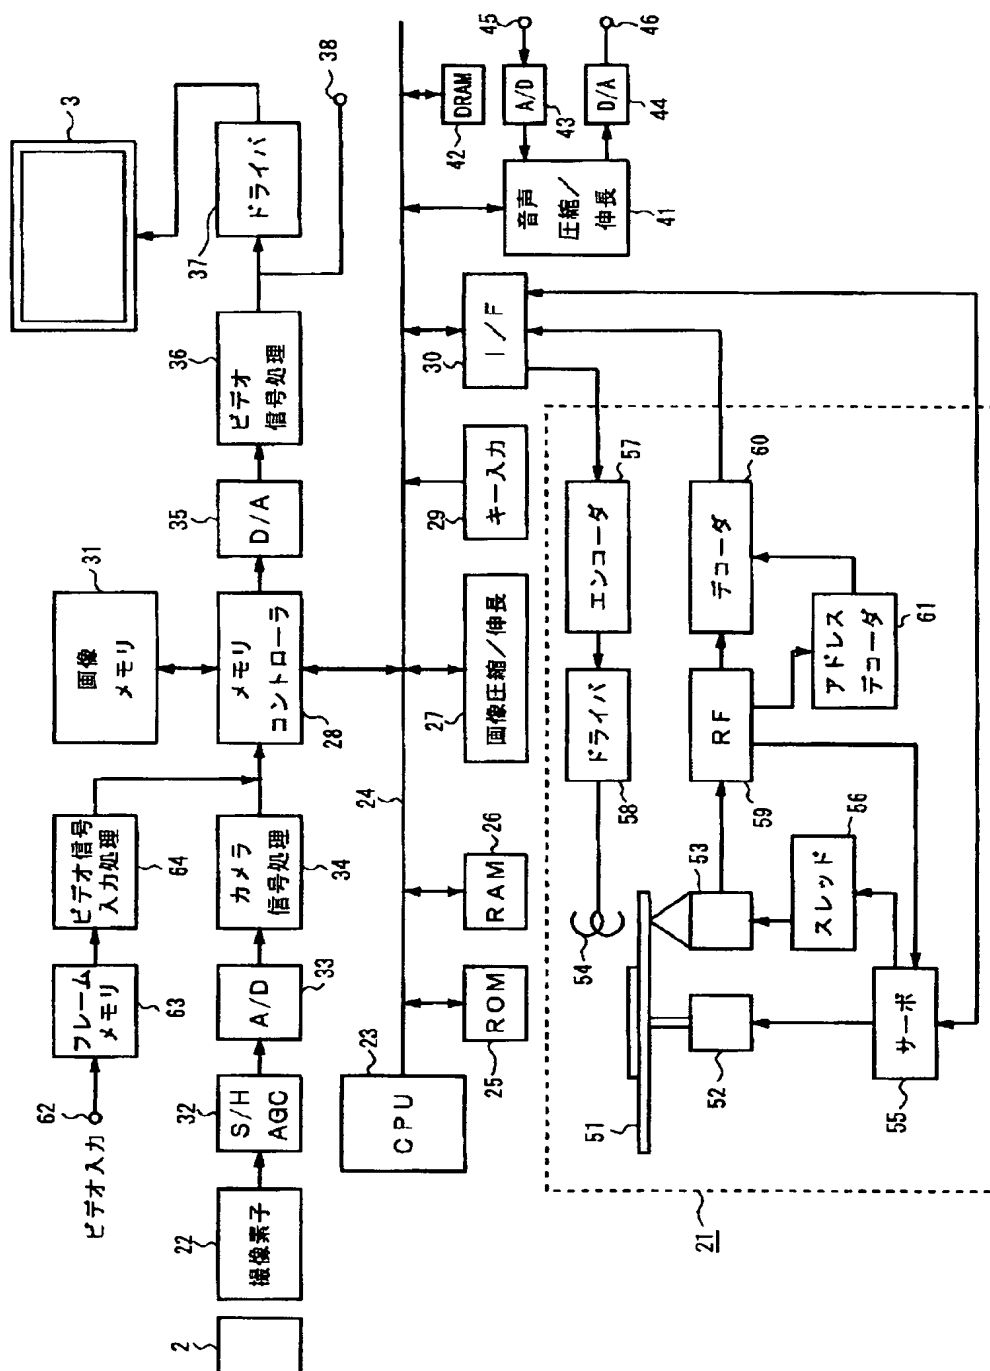 2
22
撮像素子
32
S/H
AGC
33
A/D
34
カメラ
信号処理
ビデオ入力
62
63
フレーム
メモリ
64
ビデオ信号
入力処理
31
画像
メモリ
28
メモリ
コントローラ
35
D/A
36
ビデオ
信号処理
37
ドライバ
38
3
23
CPU
24
25
ROM
26
RAM
27
画像圧縮/伸長
29
キー入力
30
I/F
41
音声
圧縮/
伸長
42
DRAM
43
A/D
44
D/A
45
46
21
51
52
53
54
55
サーボ
56
スレッド
57
エンコーダ
58
ドライバ
59
RF
60
デコーダ
61
アドレス
デコーダ